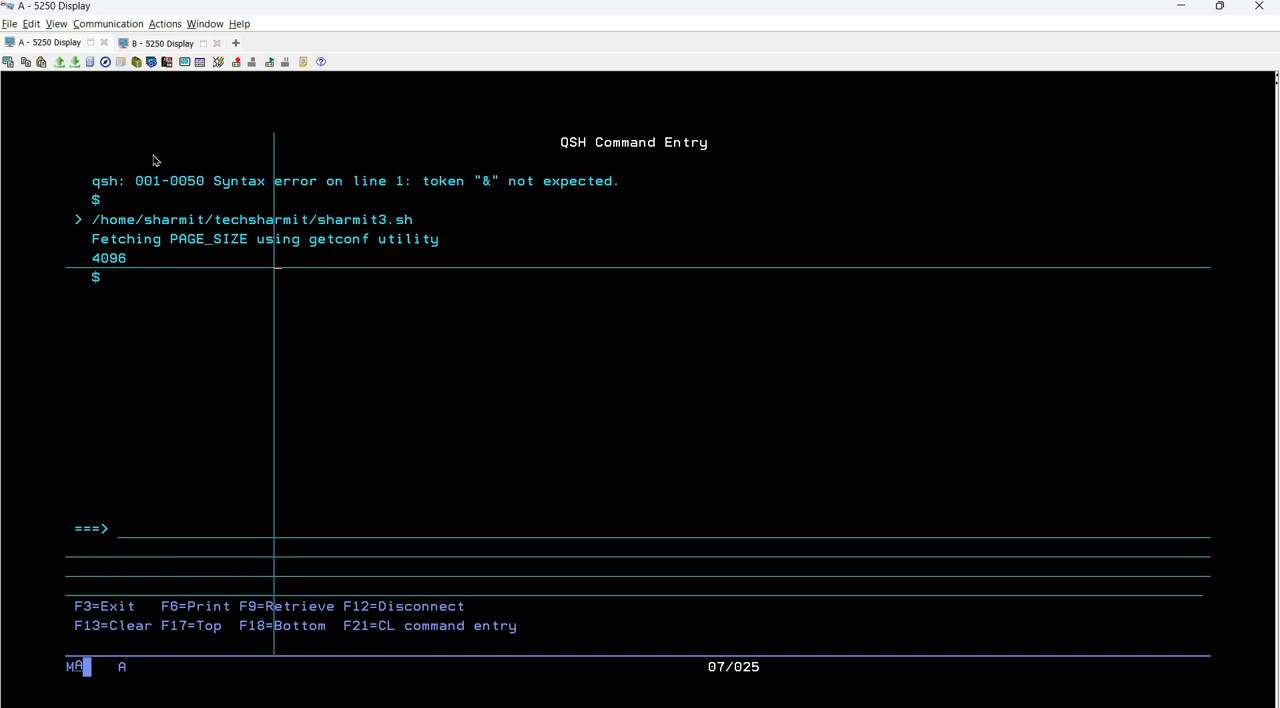 A - 5250 Display
File Edit View Communication Actions Window Help
A - 5250 Display B - 5250 Display
QSH Command Entry
qsh: 001-0050 Syntax error on line 1: token "&" not expected.
$
> /home/sharmit/techsharmit/sharmit3.sh
Fetching PAGE_SIZE using getconf utility
4096
$
===>
F3=Exit F6=Print F9=Retrieve F12=Disconnect
F13=Clear F17=Top F18=Bottom F21=CL command entry
MA A 07/025